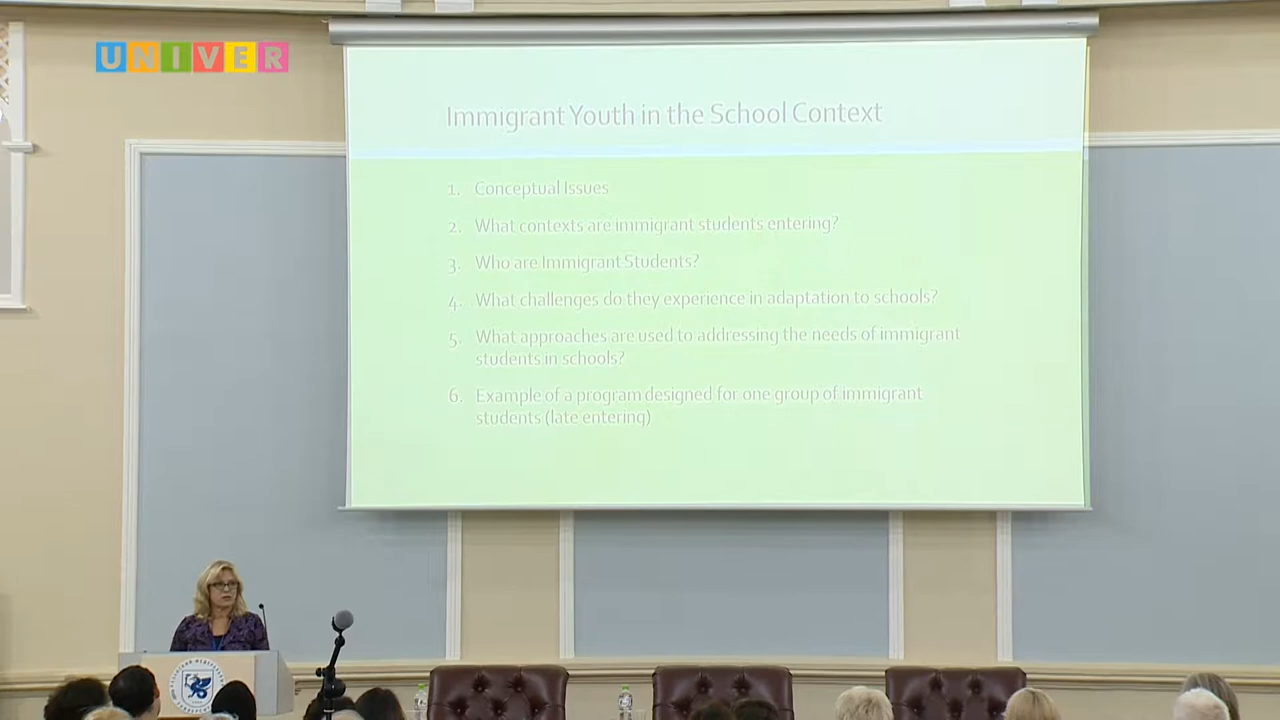 UNIVER
Immigrant Youth in the School Context
1. Conceptual Issues
2. What contexts are immigrant students entering?
3. Who are Immigrant Students?
4. What challenges do they experience in adaptation to schools?
5. What approaches are used to addressing the needs of immigrant
students in schools?
6. Example of a program designed for one group of immigrant
students (late entering)